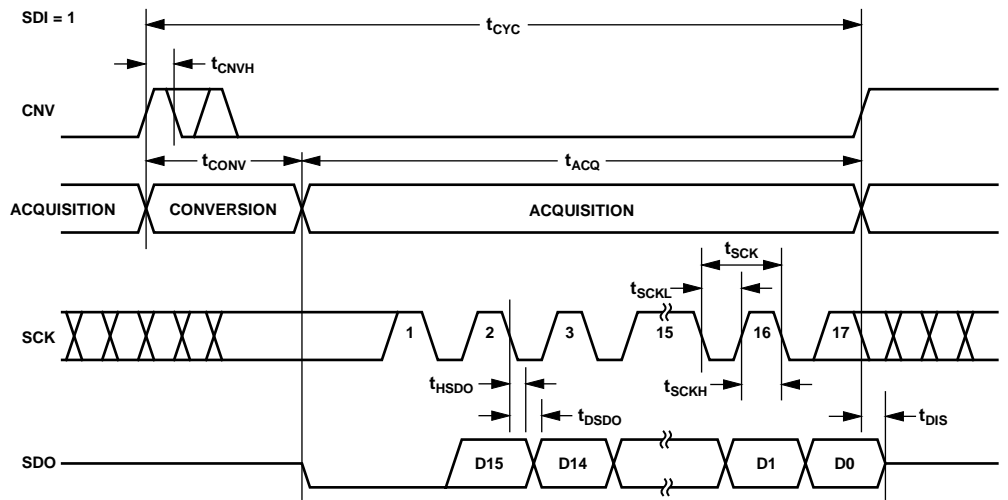 SDI = 1
tCYC
tCNVH
CNV
tCONV
tACQ
ACQUISITION
CONVERSION
ACQUISITION
tSCK
tSCKL
SCK
1
2
3
15
16
17
tHSDO
tDSDO
tSCKH
tDIS
SDO
D15
D14
D1
D0